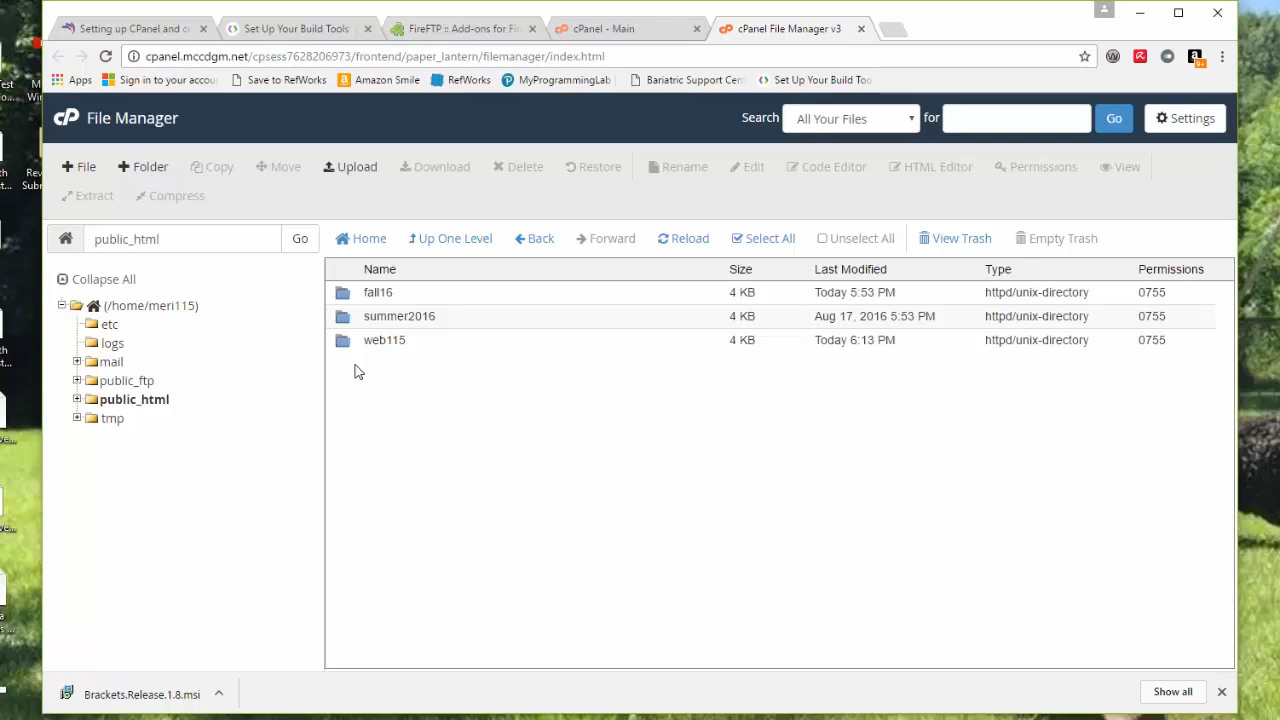 Setting up CPanel and c
Set Up Your Build Tools
FireFTP :: Add-ons for Fi
cPanel - Main
cPanel File Manager v3
cpanel.mccdgm.net/cpsess7628206973/frontend/paper_lantern/filemanager/index.html
Apps Sign in to your accou Save to RefWorks Amazon Smile RefWorks MyProgrammingLab Bariatric Support Cen Set Up Your Build Too
cP File Manager Search All Your Files for Go Settings
File Folder Copy Move Upload Download Delete Restore Rename Edit Code Editor HTML Editor Permissions View
Extract Compress
public_html Go Home Up One Level Back Forward Reload Select All Unselect All View Trash Empty Trash
Collapse All
(/home/meri115)
etc
logs
mail
public_ftp
public_html
tmp
Name Size Last Modified Type Permissions
fall16 4 KB Today 5:53 PM httpd/unix-directory 0755
summer2016 4 KB Aug 17, 2016 5:53 PM httpd/unix-directory 0755
web115 4 KB Today 6:13 PM httpd/unix-directory 0755
Brackets.Release.1.8.msi Show all